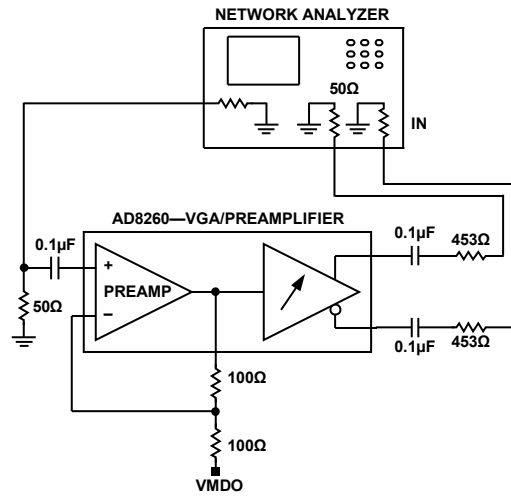 NETWORK ANALYZER
50Ω
IN
AD8260—VGA/PREAMPLIFIER
0.1µF
0.1µF
453Ω
+
PREAMP
50Ω
–
0.1µF
453Ω
100Ω
100Ω
VMDO